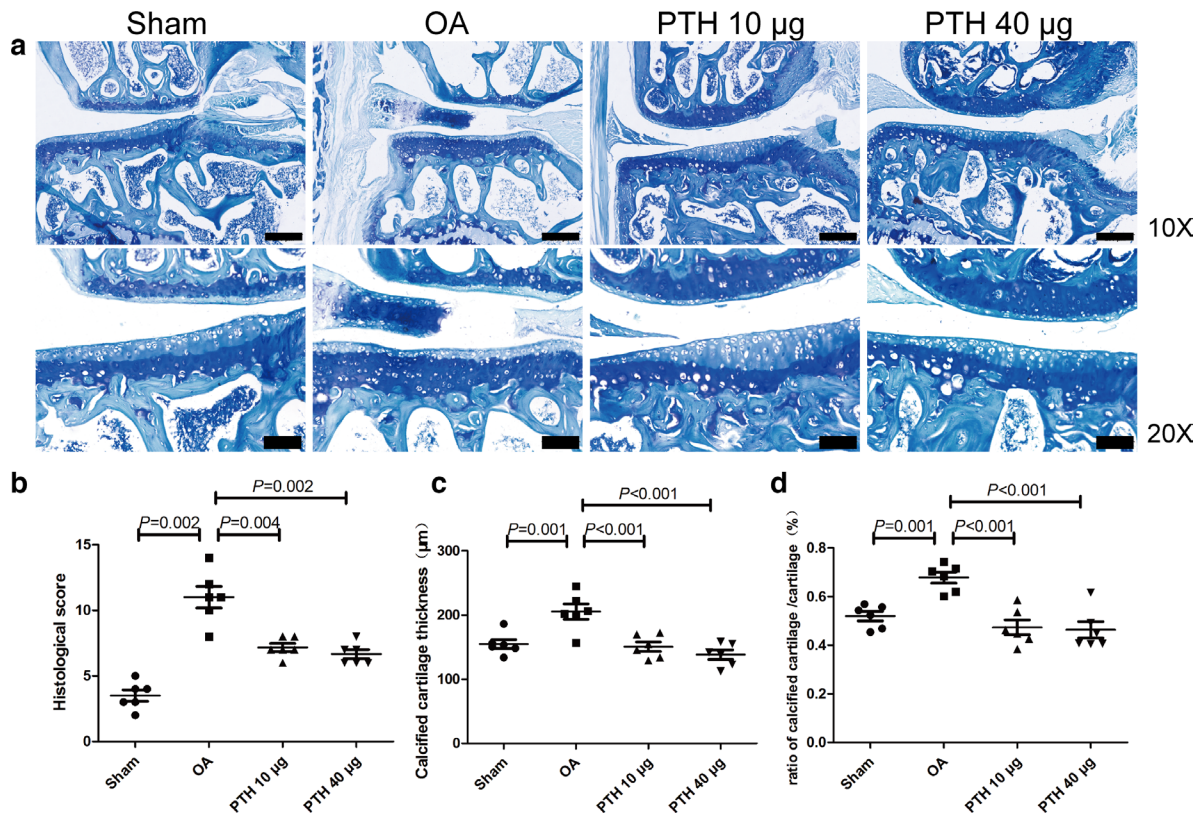 Sham OA PTH 10 µg PTH 40 µg
a
10X
20X
b
P=0.002
P=0.002 P=0.004
Histological score
15
10
5
0
Sham
OA
PTH 10 µg
PTH 40 µg
c
P<0.001
P=0.001 P<0.001
Calcified cartilage thickness (µm)
300
200
100
0
Sham
OA
PTH 10 µg
PTH 40 µg
d
P<0.001
P=0.001 P<0.001
ratio of calcified cartilage /cartilage (%)
0.8
0.6
0.4
0.2
0.0
Sham
OA
PTH 10 µg
PTH 40 µg